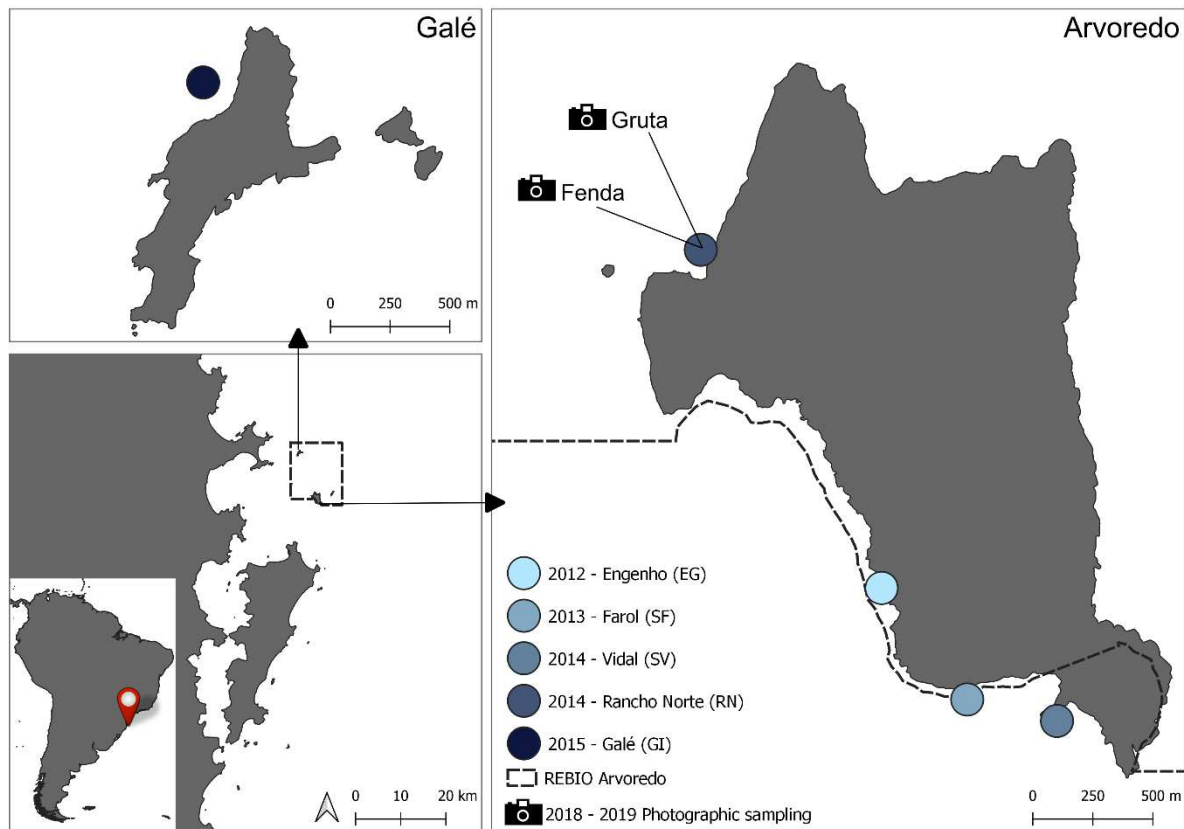 Galé
0 250 500 m
Arvoredo
Gruta
Fenda
2012 - Engenho (EG)
2013 - Farol (SF)
2014 - Vidal (SV)
2014 - Rancho Norte (RN)
2015 - Galé (GI)
REBIO Arvoredo
2018 - 2019 Photographic sampling
0 10 20 km
0 250 500 m